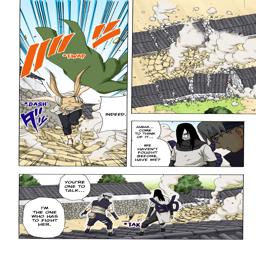 *SWAP
*DASH
INDEED.
AHHH...
COME
TO THINK
OF IT...
WE
HAVEN'T
FOUGHT
BEFORE,
HAVE WE?
YOU'RE
ONE TO
TALK...
I'M
THE ONE
WHO HAS
TO FIGHT
HER.
*TAK